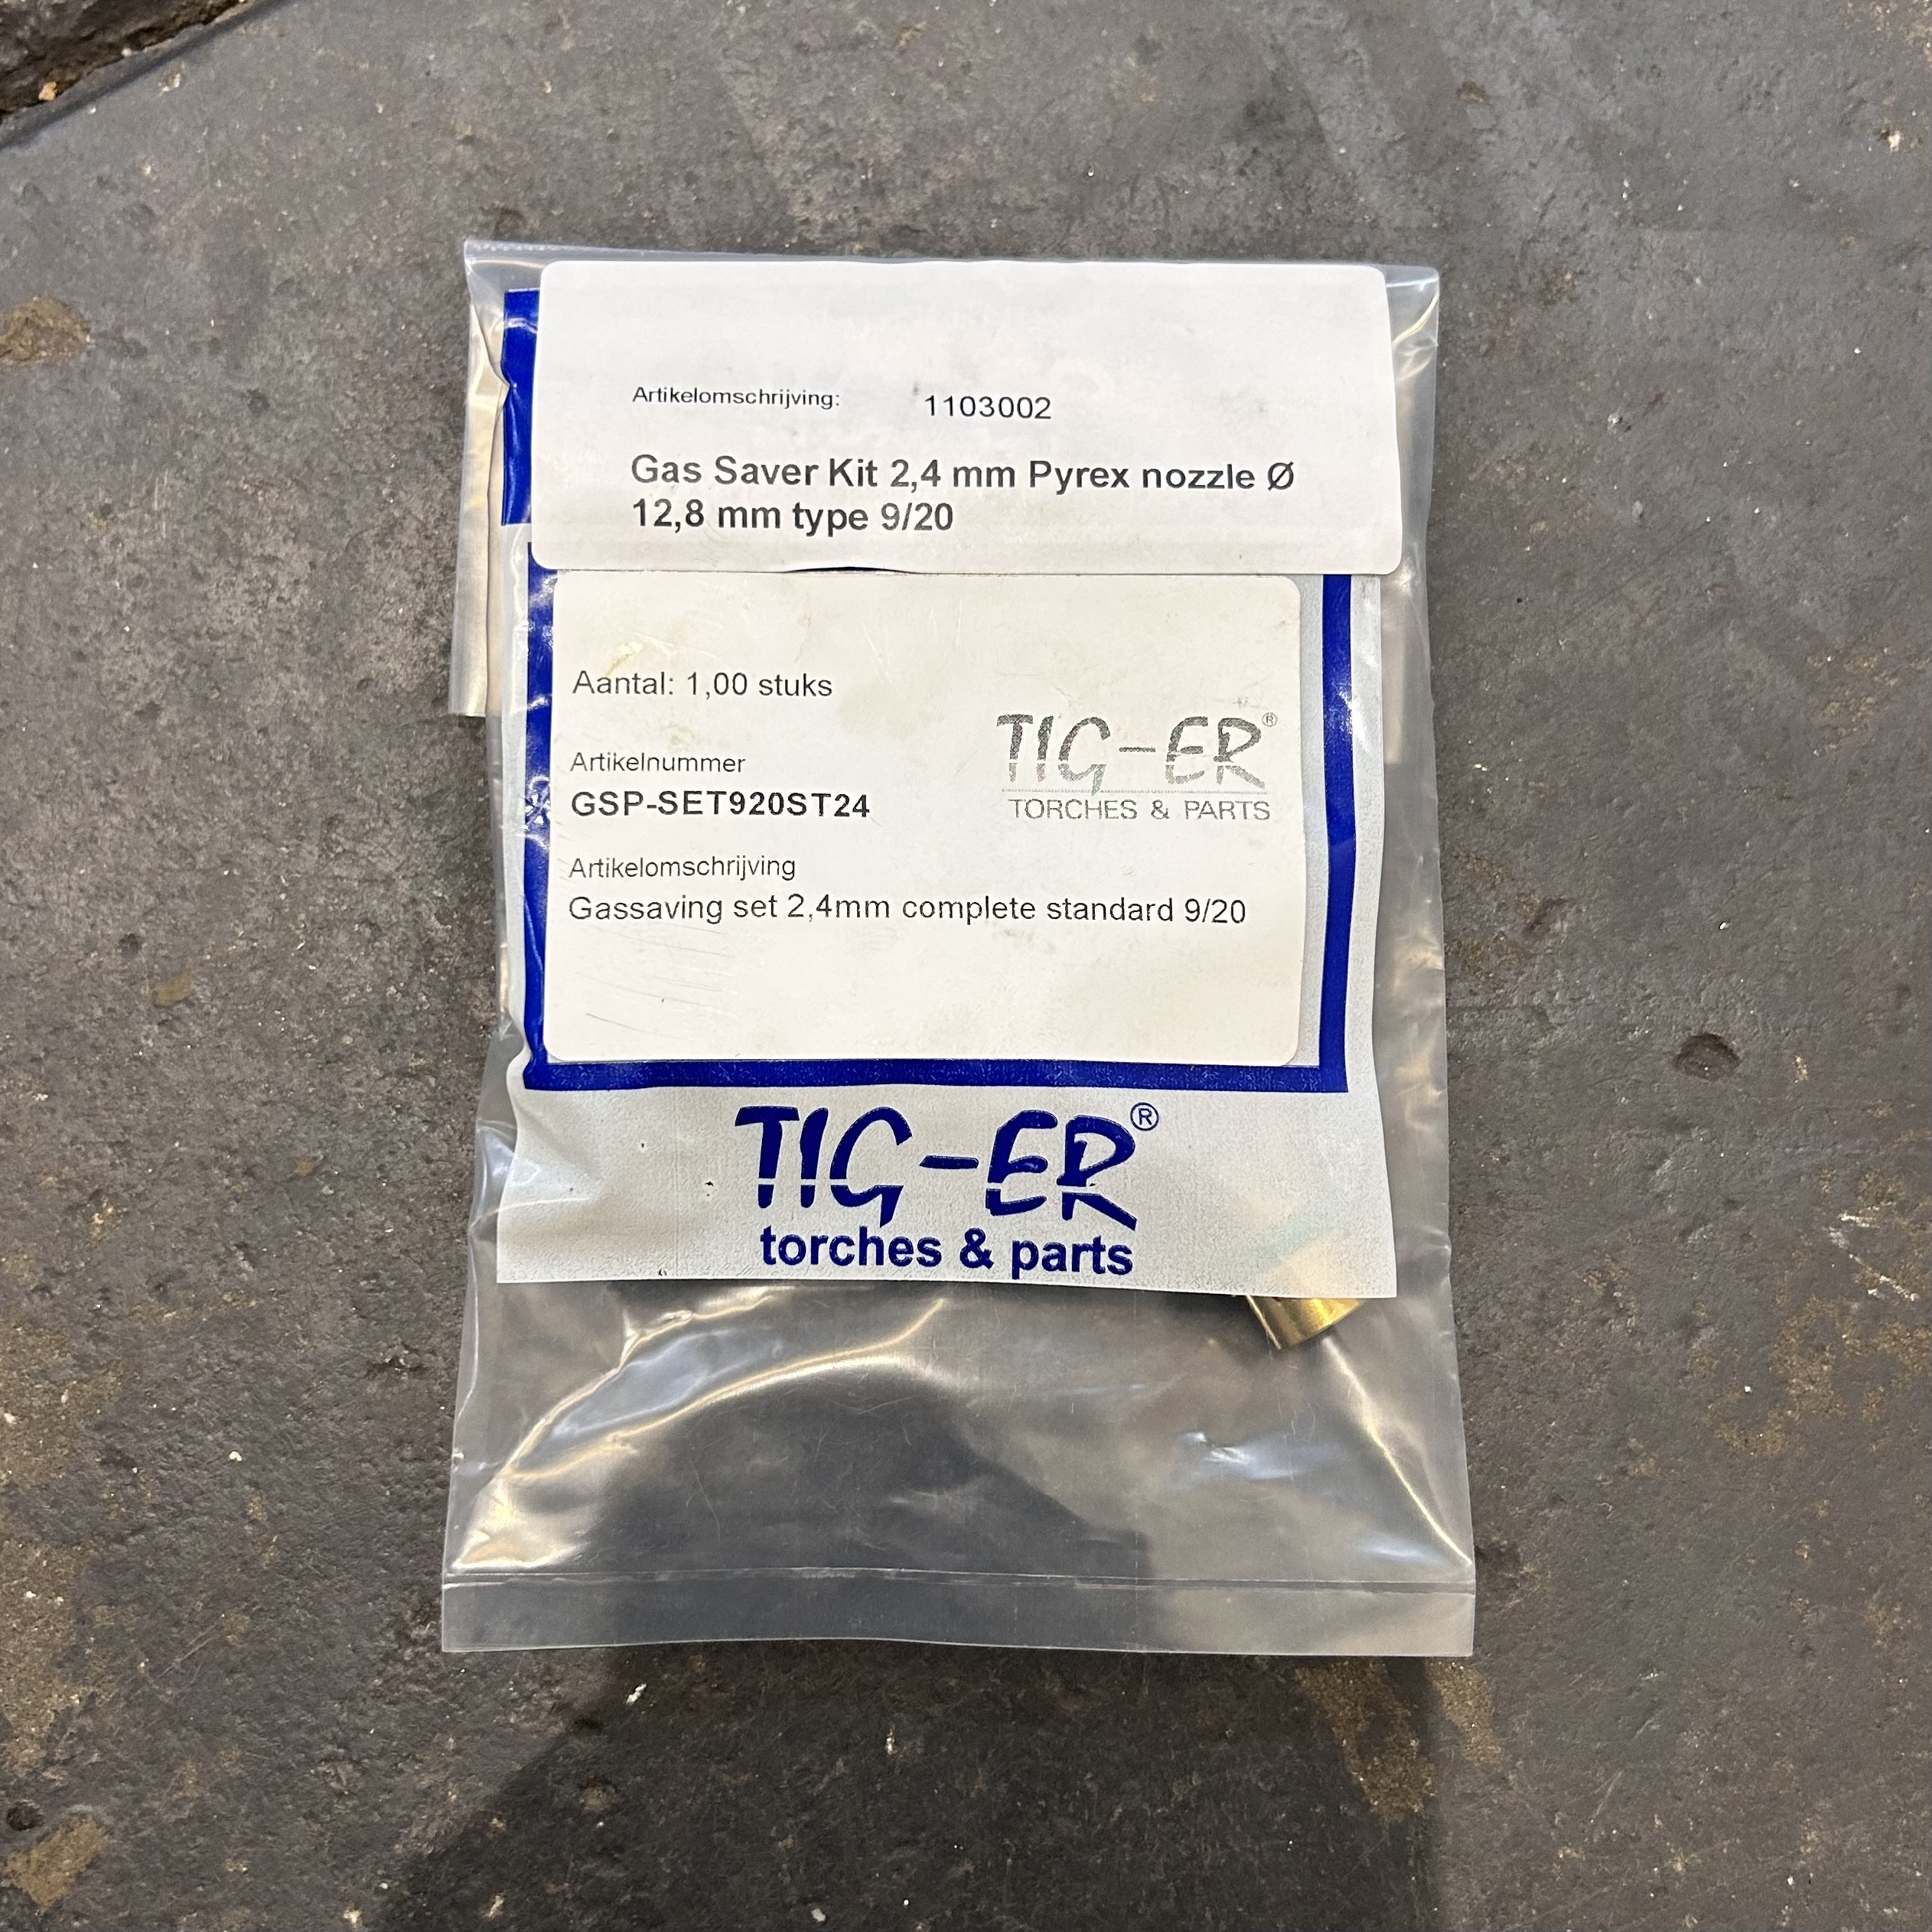 Artikelomschrijving: 1103002
Gas Saver Kit 2,4 mm Pyrex nozzle Ø
12,8 mm type 9/20
Aantal: 1,00 stuks
TIG-ER®
TORCHES & PARTS
Artikelnummer
GSP-SET920ST24
Artikelomschrijving
Gassaving set 2,4mm complete standard 9/20
TIG-ER®
torches & parts